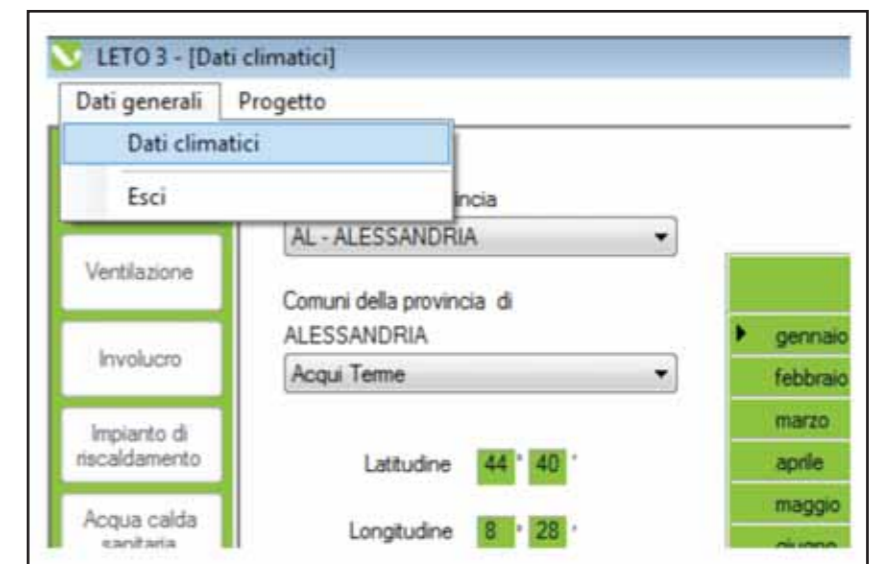 LETO 3 - [Dati climatici]
Dati generali Progetto
Dati climatici
Esci
incia
AL - ALESSANDRIA
Ventilazione
Comuni della provincia di
ALESSANDRIA
Involucro
Acqui Terme
Impianto di
riscaldamento
Latitudine 44 ° 40 '
Acqua calda
sanitaria
Longitudine 8 ° 28 '
gennaio
febbraio
marzo
aprile
maggio
giugno